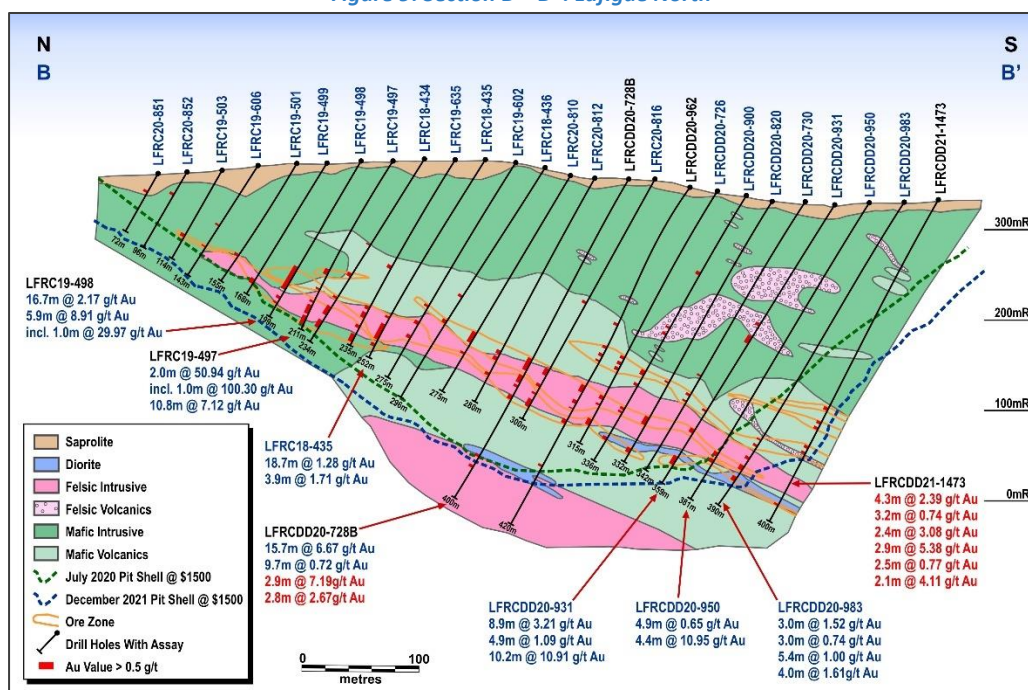 N
B
S
B'
LFRC20-851
LFRC20-852
LFRC19-503
LFRC19-606
LFRC19-501
LFRC19-499
LFRC19-498
LFRC19-497
LFRC18-434
LFRC19-635
LFRC18-435
LFRC19-602
LFRC18-436
LFRC20-810
LFRC20-812
LFRCDD20-728B
LFRC20-816
LFRCDD20-962
LFRCDD20-726
LFRCDD20-900
LFRCDD20-820
LFRCDD20-730
LFRCDD20-931
LFRCDD20-950
LFRCDD20-983
LFRCDD21-1473
300mR
200mR
100mR
0mR
72m
96m
114m
143m
155m
168m
199m
211m
234m
235m
252m
275m
296m
275m
280m
300m
315m
336m
332m
342m
359m
381m
390m
400m
400m
420m
LFRC19-498
16.7m @ 2.17 g/t Au
5.9m @ 8.91 g/t Au
incl. 1.0m @ 29.97 g/t Au
LFRC19-497
2.0m @ 50.94 g/t Au
incl. 1.0m @ 100.30 g/t Au
10.8m @ 7.12 g/t Au
LFRC18-435
18.7m @ 1.28 g/t Au
3.9m @ 1.71 g/t Au
LFRCDD20-728B
15.7m @ 6.67 g/t Au
9.7m @ 0.72 g/t Au
2.9m @ 7.19g/t Au
2.8m @ 2.67g/t Au
LFRCDD20-931
8.9m @ 3.21 g/t Au
4.9m @ 1.09 g/t Au
10.2m @ 10.91 g/t Au
LFRCDD20-950
4.9m @ 0.65 g/t Au
4.4m @ 10.95 g/t Au
LFRCDD20-983
3.0m @ 1.52 g/t Au
3.0m @ 0.74 g/t Au
5.4m @ 1.00 g/t Au
4.0m @ 1.61g/t Au
LFRCDD21-1473
4.3m @ 2.39 g/t Au
3.2m @ 0.74 g/t Au
2.4m @ 3.08 g/t Au
2.9m @ 5.38 g/t Au
2.5m @ 0.77 g/t Au
2.1m @ 4.11 g/t Au
Saprolite
Diorite
Felsic Intrusive
Felsic Volcanics
Mafic Intrusive
Mafic Volcanics
July 2020 Pit Shell @ $1500
December 2021 Pit Shell @ $1500
Ore Zone
Drill Holes With Assay
Au Value > 0.5 g/t
0 100
metres